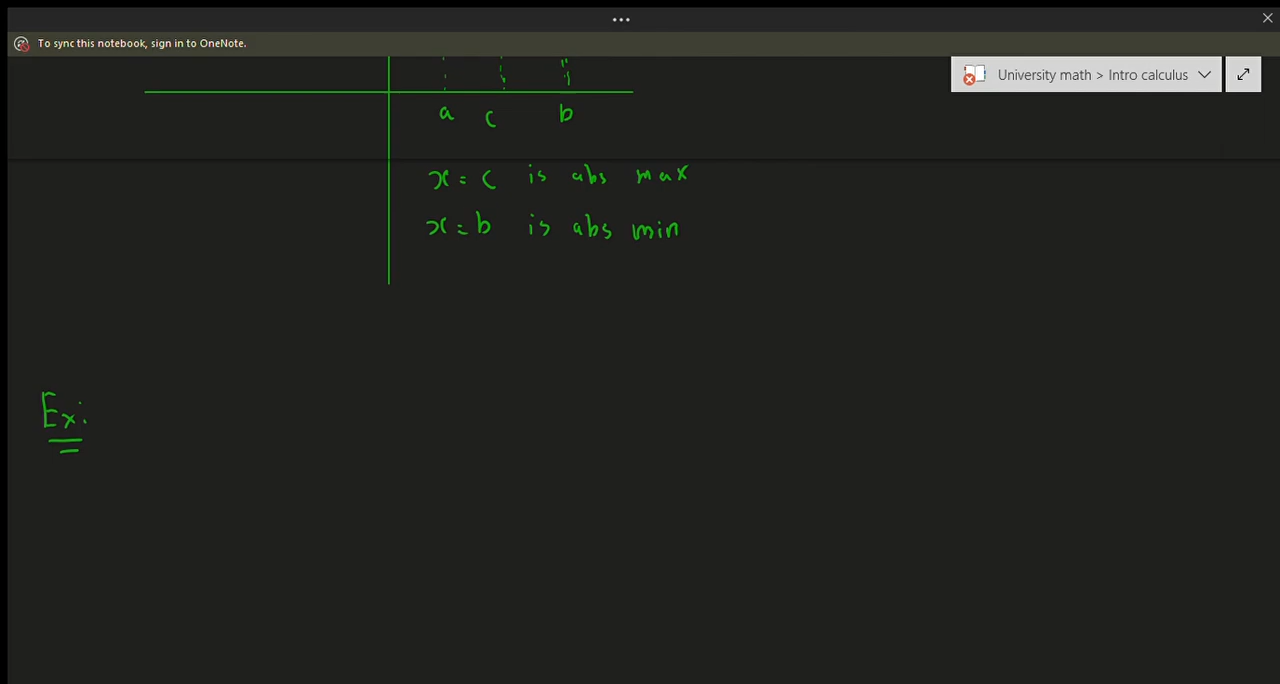 To sync this notebook, sign in to OneNote.
University math > Intro calculus
a c b
x = c is abs max
x = b is abs min
Ex: